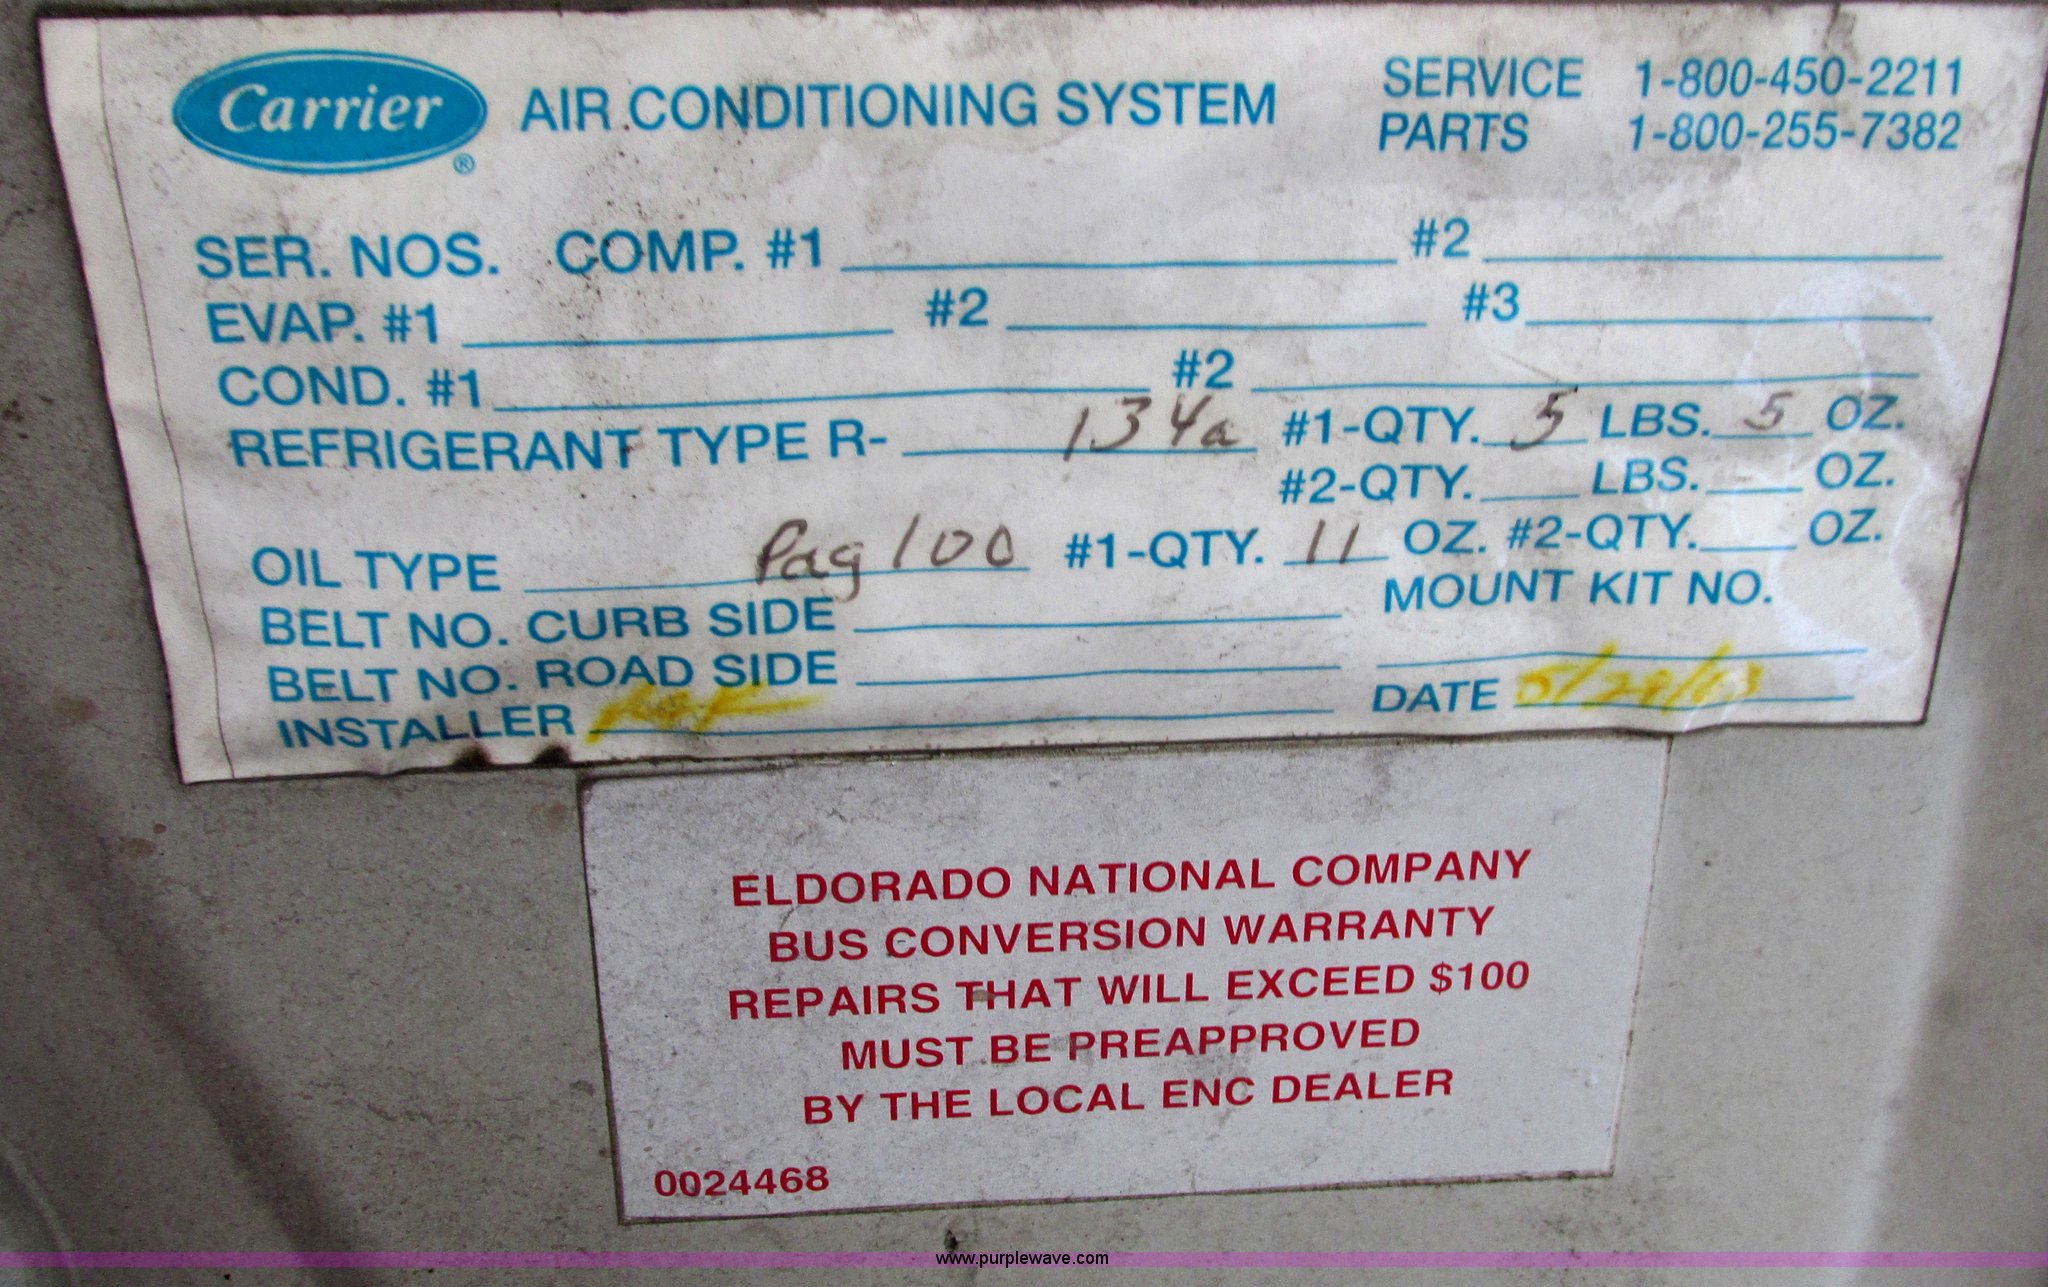 Carrier ® AIR CONDITIONING SYSTEM
SERVICE 1-800-450-2211
PARTS 1-800-255-7382
SER. NOS. COMP. #1 #2
EVAP. #1 #2 #3
COND. #1 #2
REFRIGERANT TYPE R- 134a #1-QTY. 5 LBS. 5 OZ.
#2-QTY. LBS. OZ.
OIL TYPE Pag 100 #1-QTY. 11 OZ. #2-QTY. OZ.
BELT NO. CURB SIDE MOUNT KIT NO.
BELT NO. ROAD SIDE
INSTALLER DATE
ELDORADO NATIONAL COMPANY
BUS CONVERSION WARRANTY
REPAIRS THAT WILL EXCEED $100
MUST BE PREAPPROVED
BY THE LOCAL ENC DEALER
0024468
www.purplewave.com